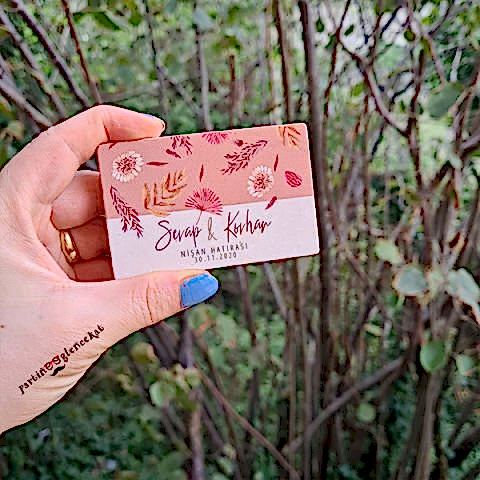 Serap & Korhan
NİŞAN HATIRASI
30.11.2020